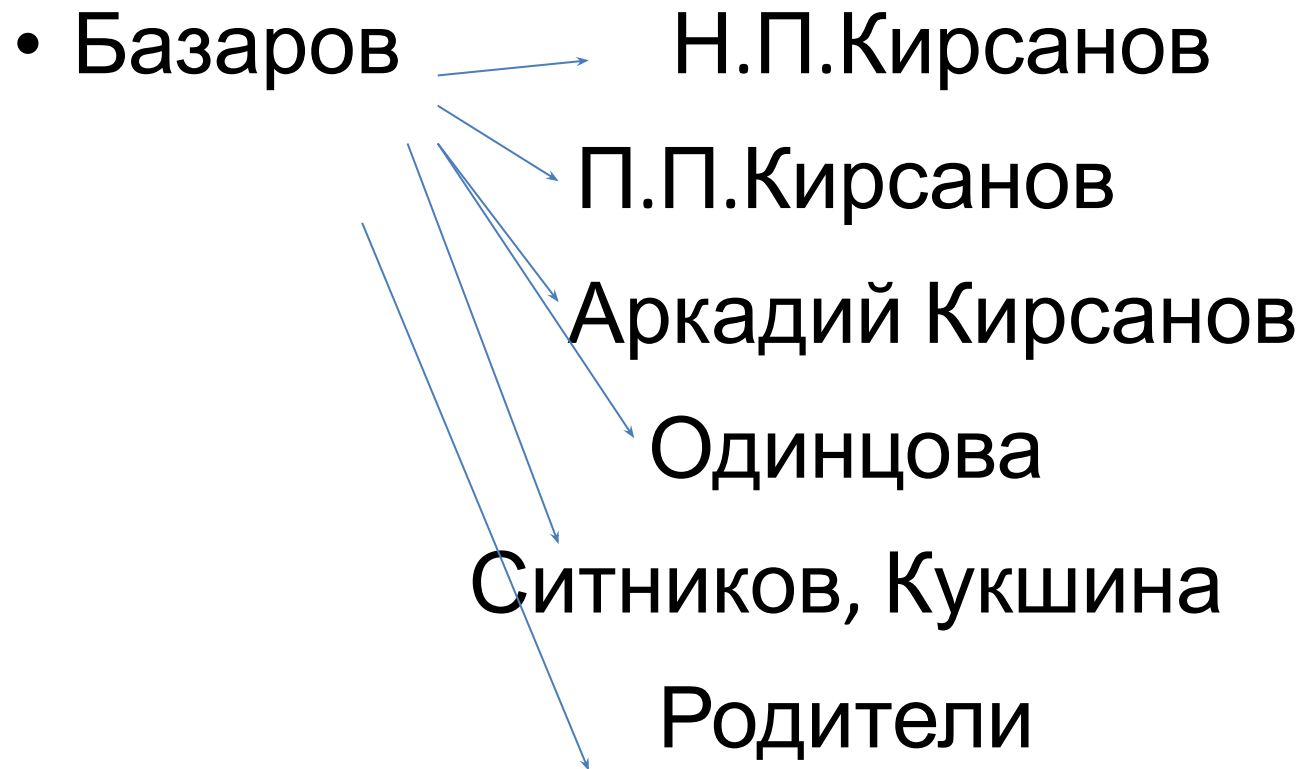 • Базаров Н.П.Кирсанов
П.П.Кирсанов
Аркадий Кирсанов
Одинцова
Ситников, Кукшина
Родители